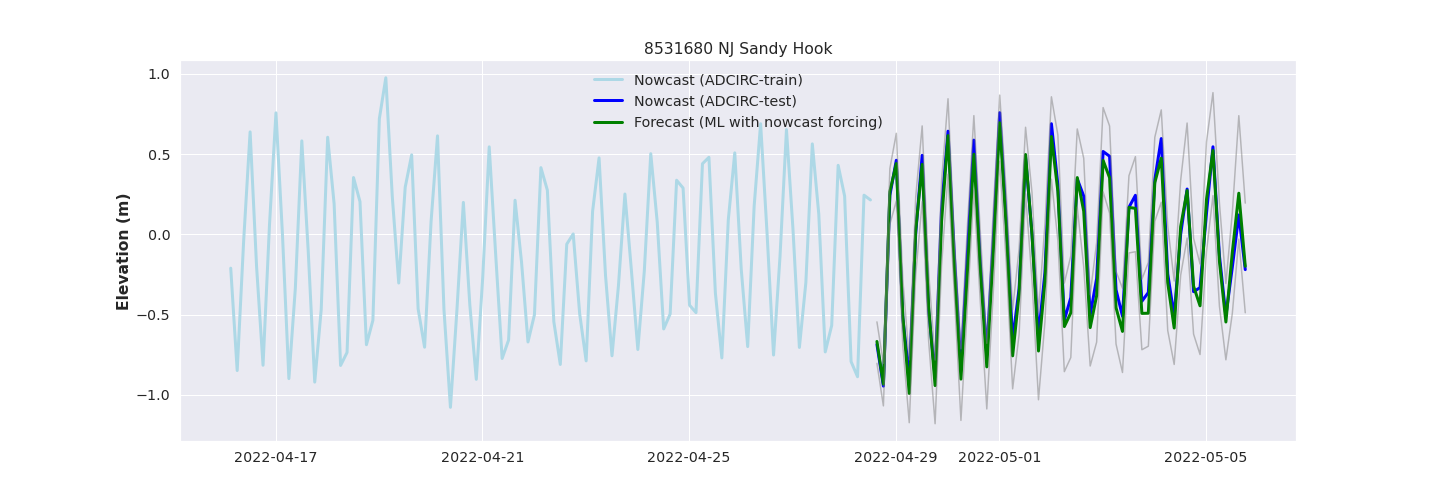 8531680 NJ Sandy Hook
Nowcast (ADCIRC-train)
Nowcast (ADCIRC-test)
Forecast (ML with nowcast forcing)
Elevation (m)
1.0
0.5
0.0
−0.5
−1.0
2022-04-17 2022-04-21 2022-04-25 2022-04-29 2022-05-01 2022-05-05